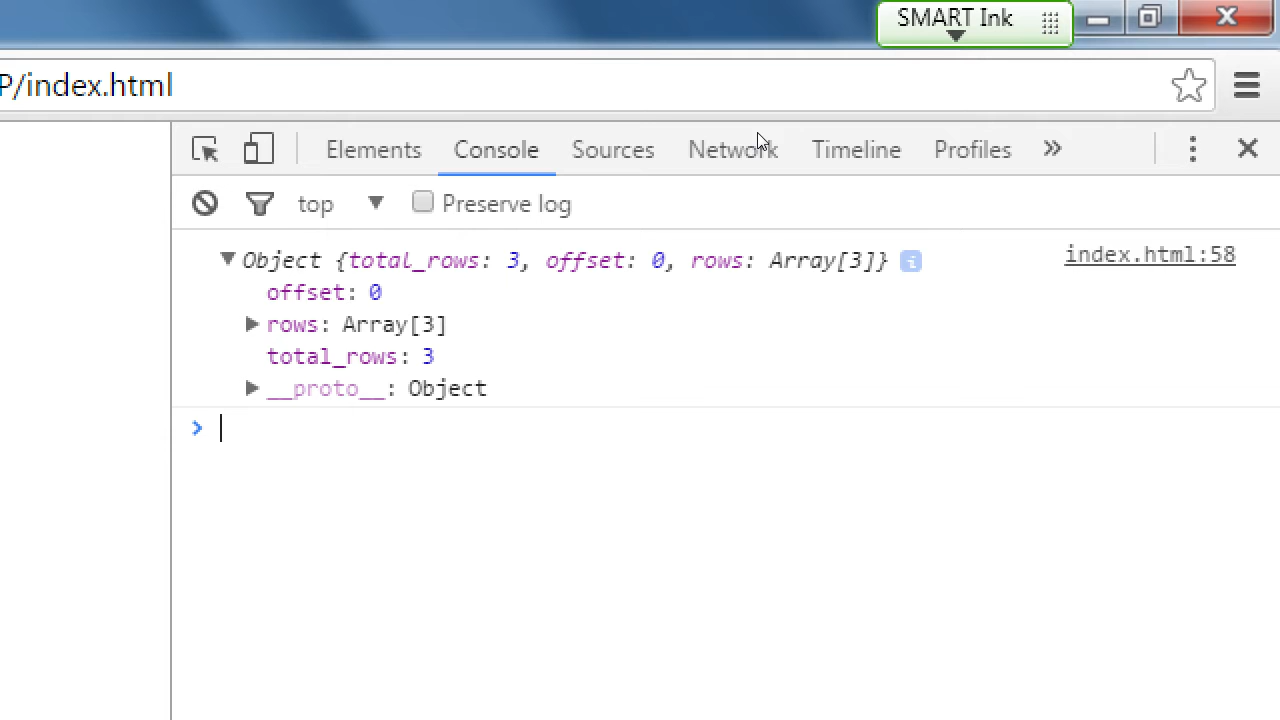 SMART Ink
P/index.html
Elements Console Sources Network Timeline Profiles »
top Preserve log
Object {total_rows: 3, offset: 0, rows: Array[3]} i index.html:58
offset: 0
rows: Array[3]
total_rows: 3
__proto__: Object
>